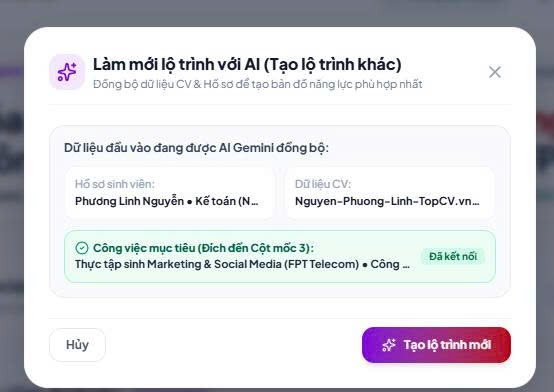 Làm mới lộ trình với AI (Tạo lộ trình khác)
Đồng bộ dữ liệu CV & Hồ sơ để tạo bản đồ năng lực phù hợp nhất
Dữ liệu đầu vào đang được AI Gemini đồng bộ:
Hồ sơ sinh viên:
Phương Linh Nguyễn • Kế toán (N...
Dữ liệu CV:
Nguyen-Phuong-Linh-TopCV.vn...
Công việc mục tiêu (Đích đến Cột mốc 3):
Thực tập sinh Marketing & Social Media (FPT Telecom) • Công ...
Đã kết nối
Hủy
Tạo lộ trình mới